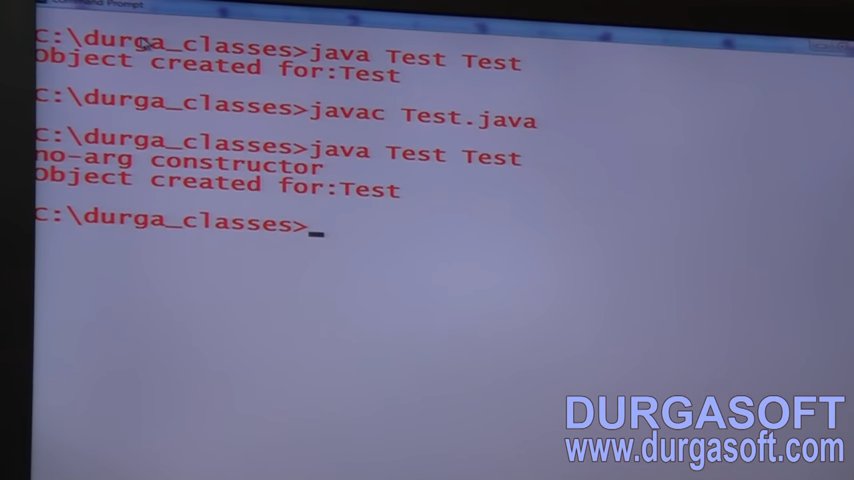 Command Prompt
C:\durga_classes>java Test Test
Object created for:Test
C:\durga_classes>javac Test.java
C:\durga_classes>java Test Test
no-arg constructor
Object created for:Test
C:\durga_classes>_
DURGASOFT
www.durgasoft.com